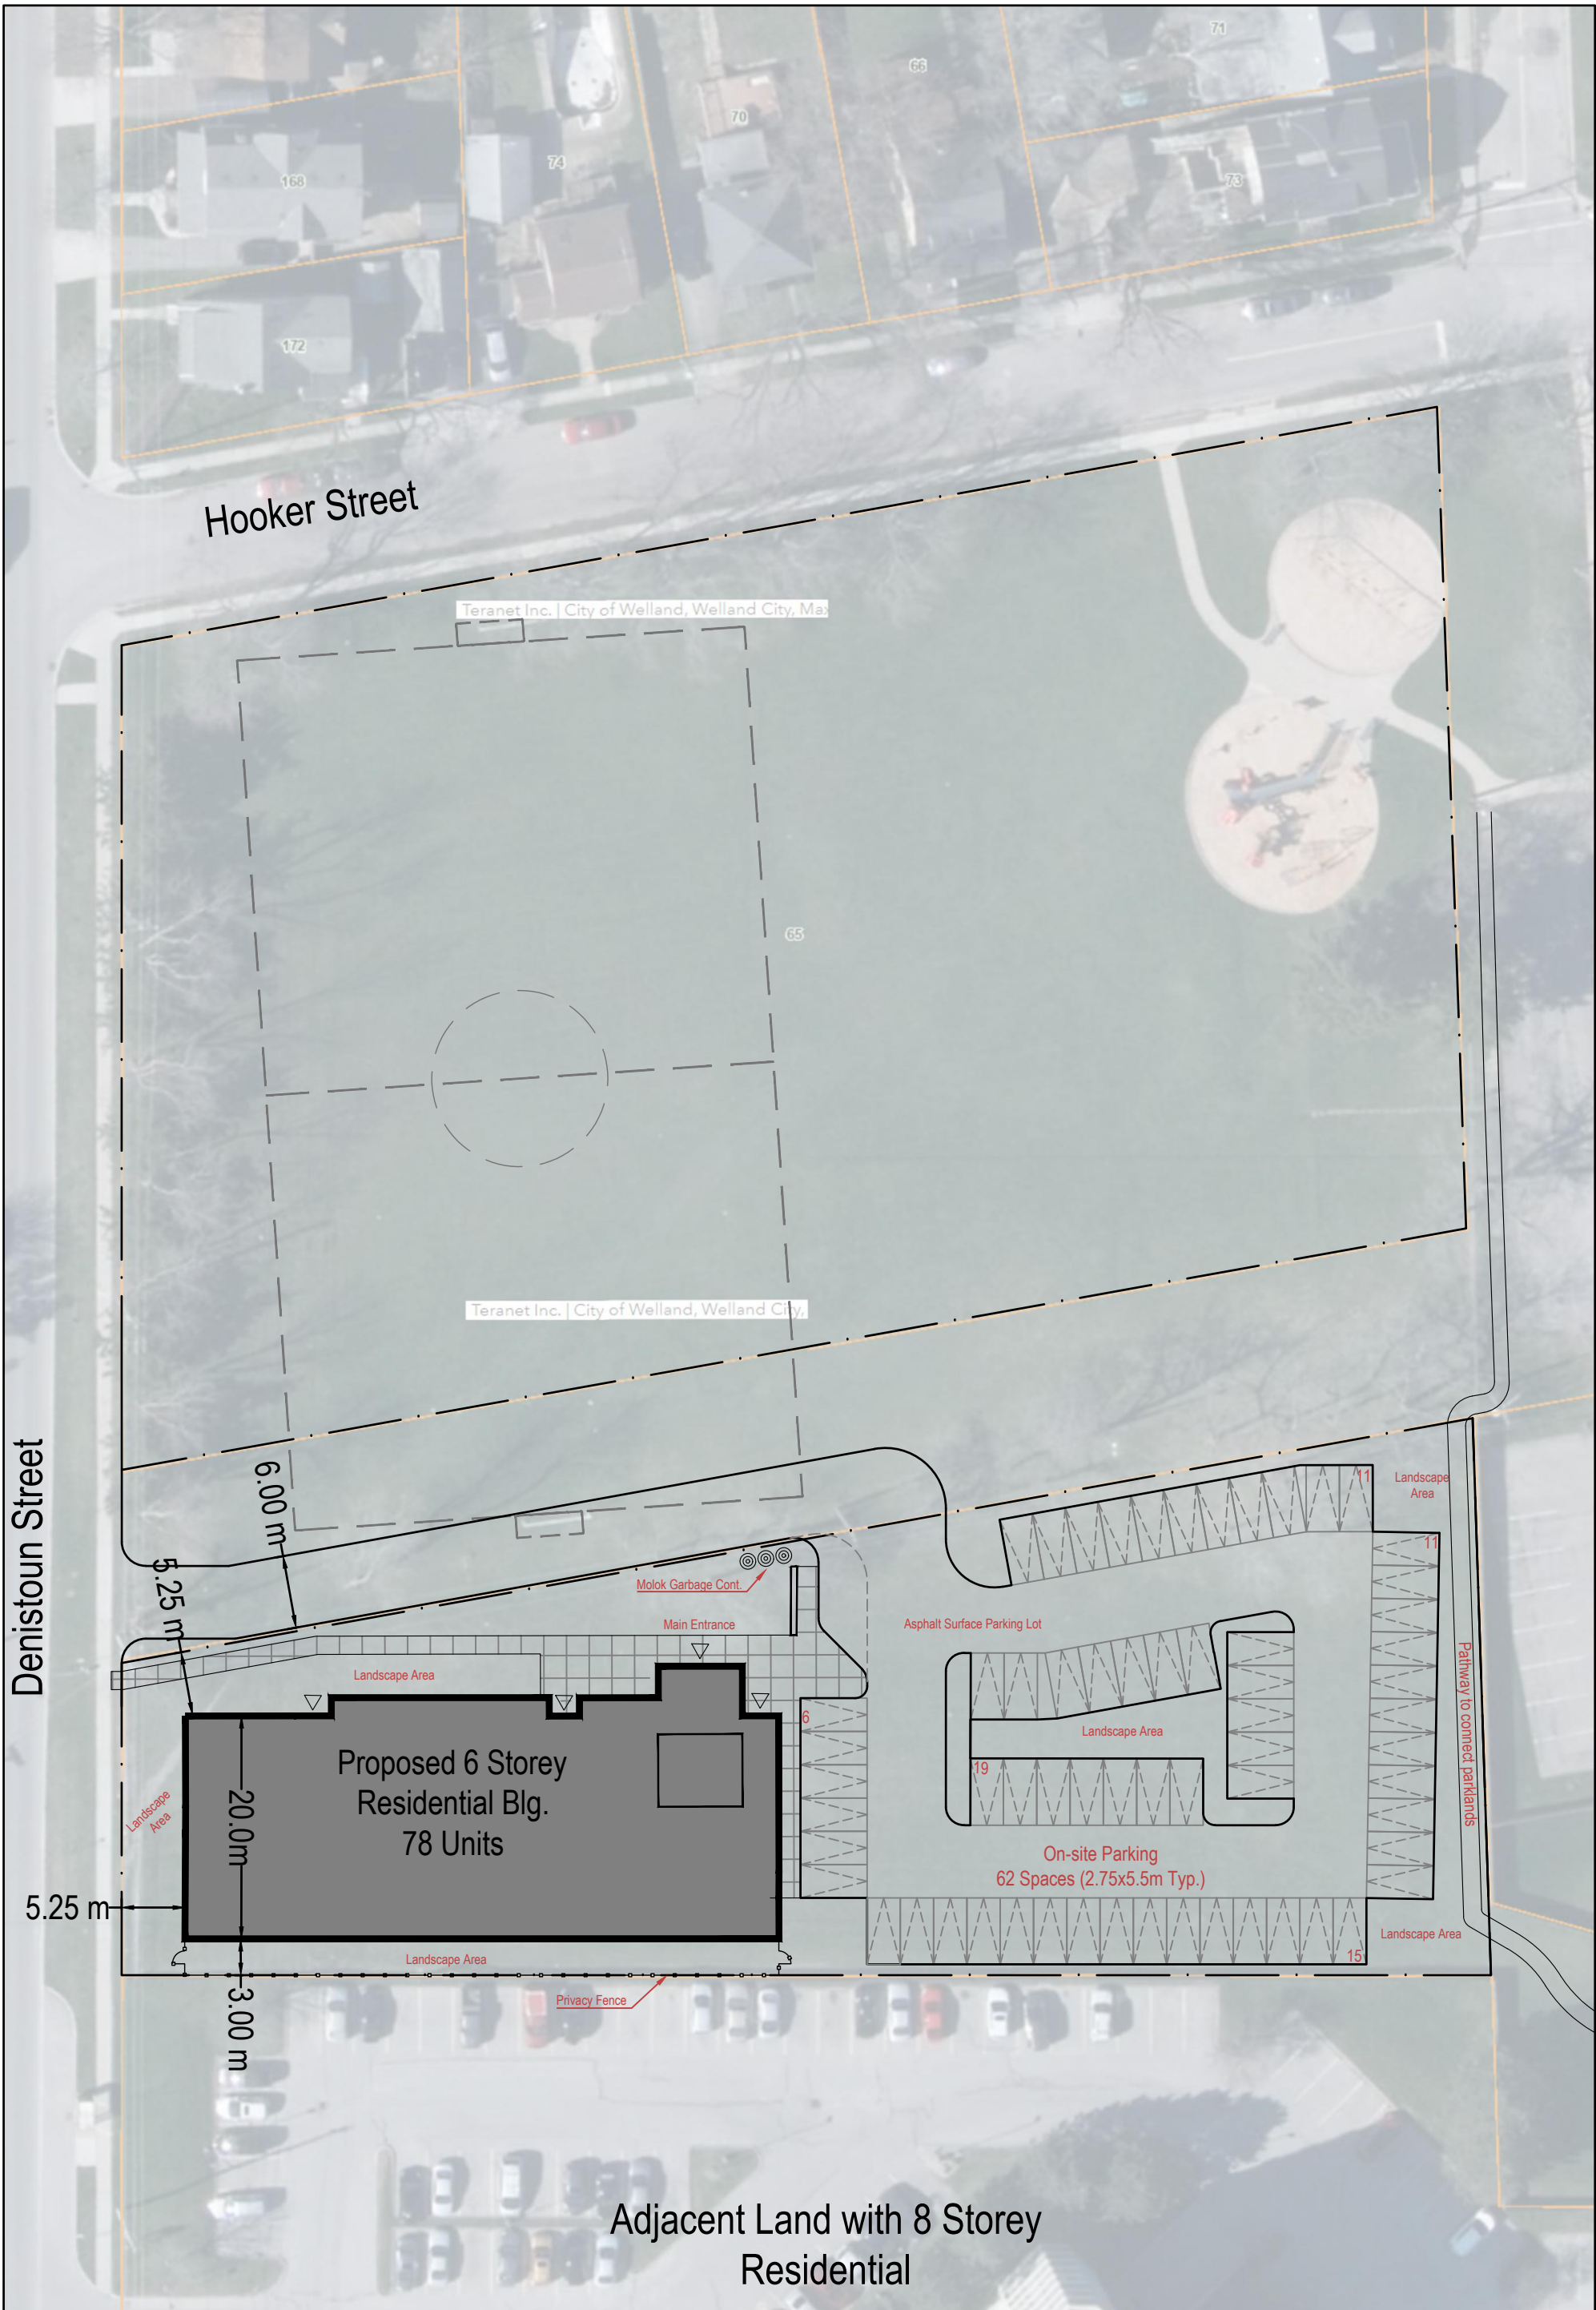 71
66
70
74
168
73
172
Hooker Street
Teranet Inc. | City of Welland, Welland City, Max
65
Teranet Inc. | City of Welland, Welland City,
Denistoun Street
6.00 m
5.25 m
11
Landscape
Area
11
Molok Garbage Cont.
Main Entrance
Asphalt Surface Parking Lot
Landscape Area
Pathway to connect parklands
6
Landscape Area
Proposed 6 Storey
Residential Blg.
78 Units
20.0m
Landscape
Area
19
On-site Parking
62 Spaces (2.75x5.5m Typ.)
5.25 m
Landscape Area
Landscape Area
15
3.00 m
Privacy Fence
Adjacent Land with 8 Storey
Residential